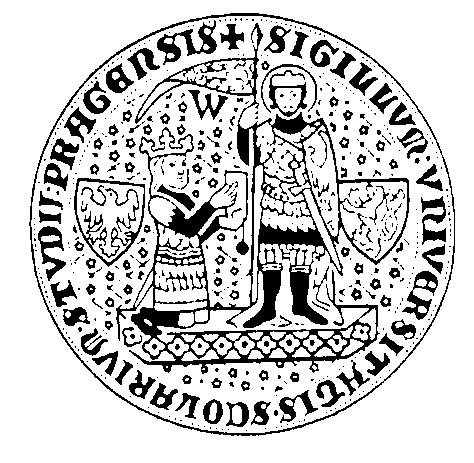 ✚ SIGILLVM · VNIVERSITATIS · SCOLARIVM · STVDII · PRAGENSIS
W